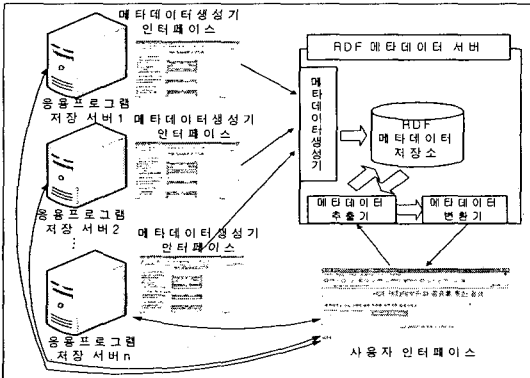 메타데이터생성기
인터페이스
응용프로그램
저장 서버1
메타데이터생성기
인터페이스
응용프로그램
저장 서버2
메타데이터생성기
인터페이스
응용프로그램
저장 서버n
RDF 메타데이터 서버
메타데이터생성기
RDF
메타데이터
저장소
메타데이터
추출기
메타데이터
변환기
사용자 인터페이스